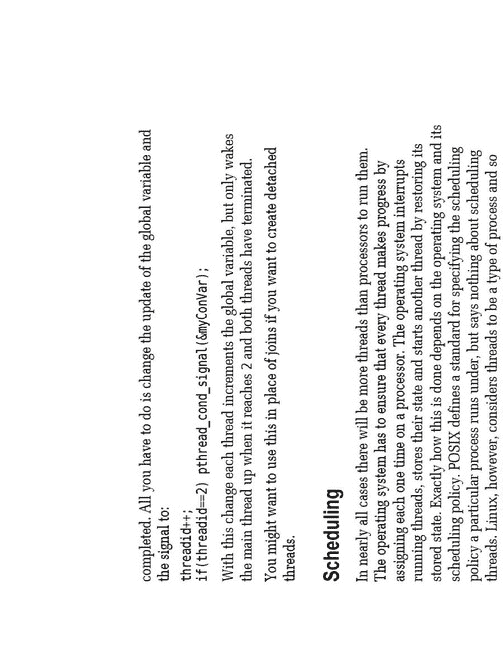 completed. All you have to do is change the update of the global variable and
the signal to:
threadid++;
if(threadid==2) pthread_cond_signal(&myConVar);
With this change each thread increments the global variable, but only wakes
the main thread up when it reaches 2 and both threads have terminated.
You might want to use this in place of joins if you want to create detached
threads.
Scheduling
In nearly all cases there will be more threads than processors to run them.
The operating system has to ensure that every thread makes progress by
assigning each one time on a processor. The operating system interrupts
running threads, stores their state and starts another thread by restoring its
stored state. Exactly how this is done depends on the operating system and its
scheduling policy. POSIX defines a standard for specifying the scheduling
policy a particular process runs under, but says nothing about scheduling
threads. Linux, however, considers threads to be a type of process and so